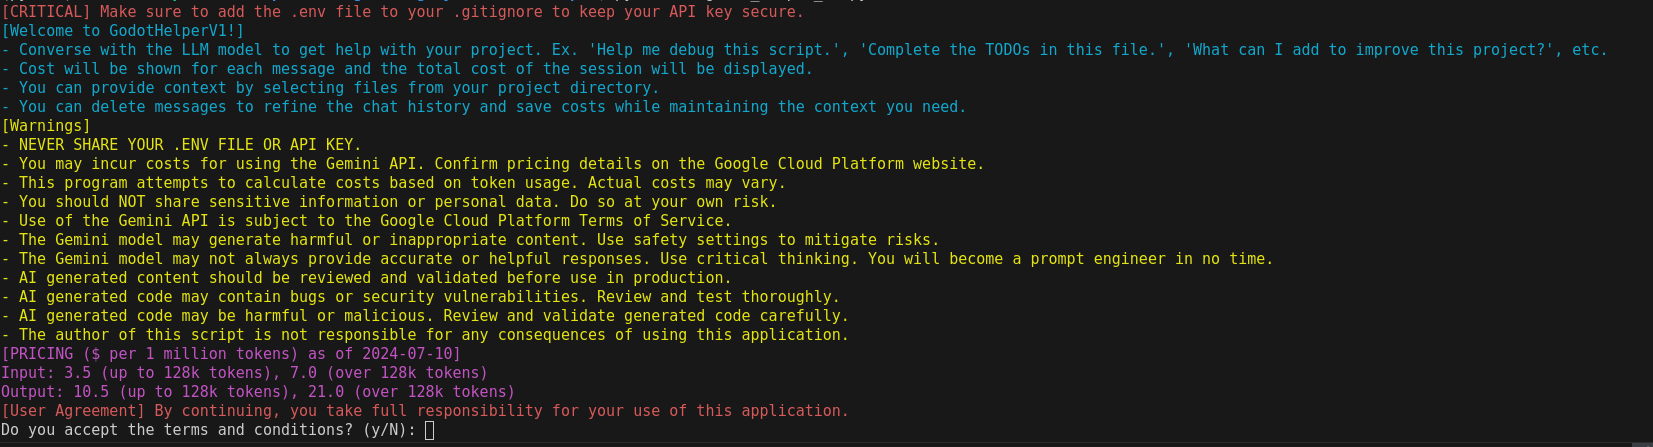 [CRITICAL] Make sure to add the .env file to your .gitignore to keep your API key secure.
[Welcome to GodotHelperV1!]
- Converse with the LLM model to get help with your project. Ex. 'Help me debug this script.', 'Complete the TODOs in this file.', 'What can I add to improve this project?', etc.
- Cost will be shown for each message and the total cost of the session will be displayed.
- You can provide context by selecting files from your project directory.
- You can delete messages to refine the chat history and save costs while maintaining the context you need.
[Warnings]
- NEVER SHARE YOUR .ENV FILE OR API KEY.
- You may incur costs for using the Gemini API. Confirm pricing details on the Google Cloud Platform website.
- This program attempts to calculate costs based on token usage. Actual costs may vary.
- You should NOT share sensitive information or personal data. Do so at your own risk.
- Use of the Gemini API is subject to the Google Cloud Platform Terms of Service.
- The Gemini model may generate harmful or inappropriate content. Use safety settings to mitigate risks.
- The Gemini model may not always provide accurate or helpful responses. Use critical thinking. You will become a prompt engineer in no time.
- AI generated content should be reviewed and validated before use in production.
- AI generated code may contain bugs or security vulnerabilities. Review and test thoroughly.
- AI generated code may be harmful or malicious. Review and validate generated code carefully.
- The author of this script is not responsible for any consequences of using this application.
[PRICING ($ per 1 million tokens) as of 2024-07-10]
Input: 3.5 (up to 128k tokens), 7.0 (over 128k tokens)
Output: 10.5 (up to 128k tokens), 21.0 (over 128k tokens)
[User Agreement] By continuing, you take full responsibility for your use of this application.
Do you accept the terms and conditions? (y/N):